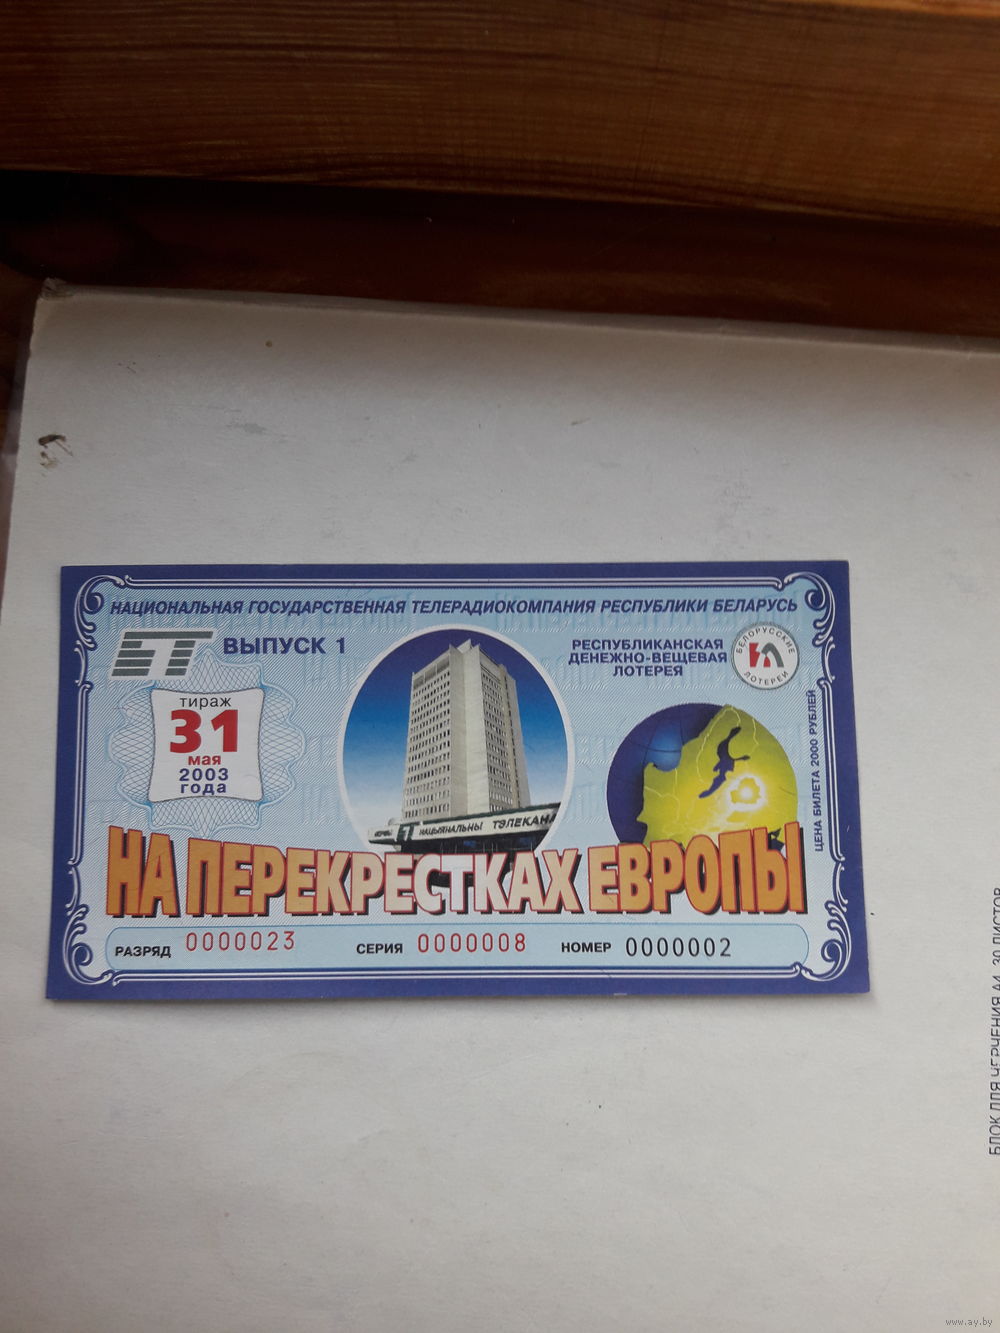 НАЦИОНАЛЬНАЯ ГОСУДАРСТВЕННАЯ ТЕЛЕРАДИОКОМПАНИЯ РЕСПУБЛИКИ БЕЛАРУСЬ
БТ
ВЫПУСК 1
РЕСПУБЛИКАНСКАЯ
ДЕНЕЖНО-ВЕЩЕВАЯ
ЛОТЕРЕЯ
БЕЛОРУССКИЕ
ЛОТЕРЕИ
тираж
31
мая
2003
года
ЦЕНА БИЛЕТА 2000 РУБЛЕЙ
НАЦЫЯНАЛЬНЫ ТЭЛЕКАНА
НА ПЕРЕКРЕСТКАХ ЕВРОПЫ
РАЗРЯД 0000023
СЕРИЯ 0000008
НОМЕР 0000002
БЛОК ДЛЯ ЧЕРЧЕНИЯ А4, 30 ЛИСТОВ
www.ay.by